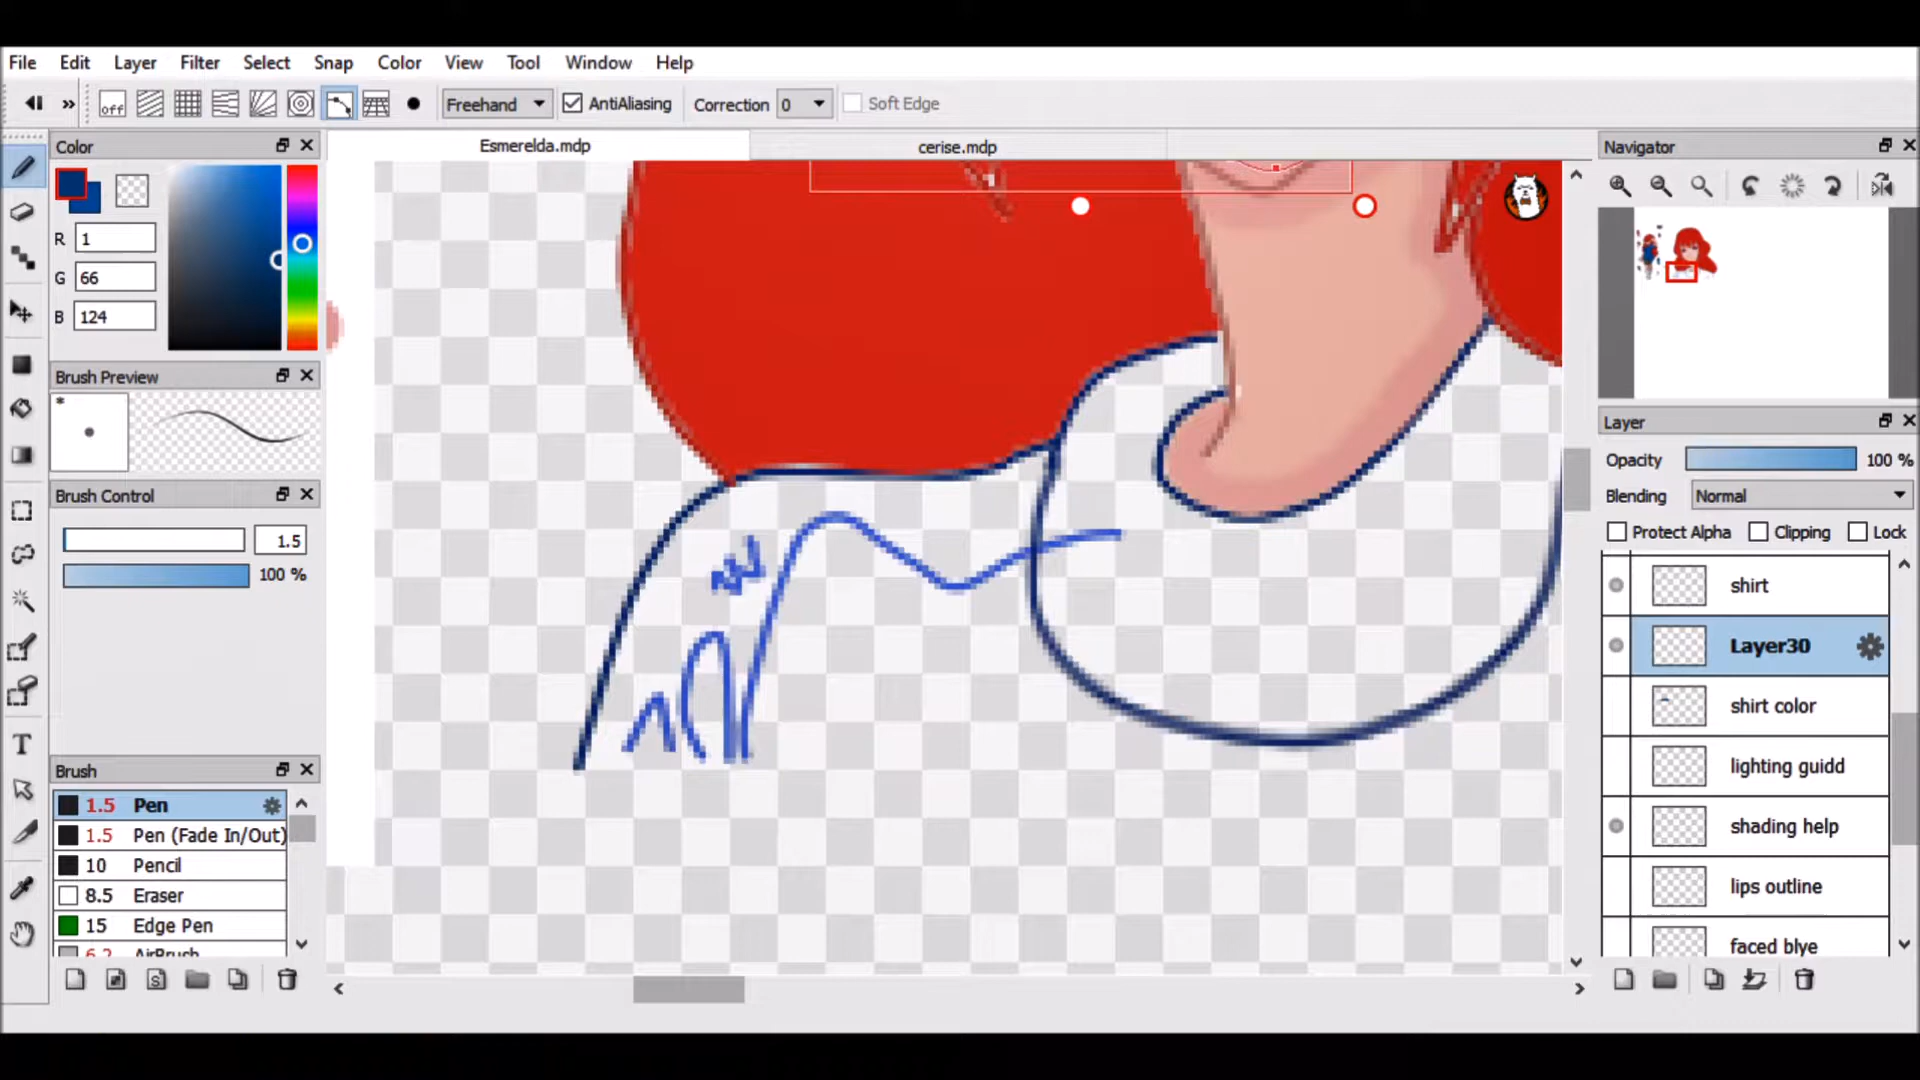 File Edit Layer Filter Select Snap Color View Tool Window Help
off Freehand AntiAliasing Correction 0 Soft Edge
Color
R 1
G 66
B 124
Brush Preview
*
Brush Control
1.5
100 %
Brush
1.5 Pen
1.5 Pen (Fade In/Out)
10 Pencil
8.5 Eraser
15 Edge Pen
6.2 AirBrush
T
S
Esmerelda.mdp cerise.mdp
Navigator
Layer
Opacity 100 %
Blending Normal
Protect Alpha Clipping Lock
shirt
Layer30
shirt color
lighting guidd
shading help
lips outline
faced blye